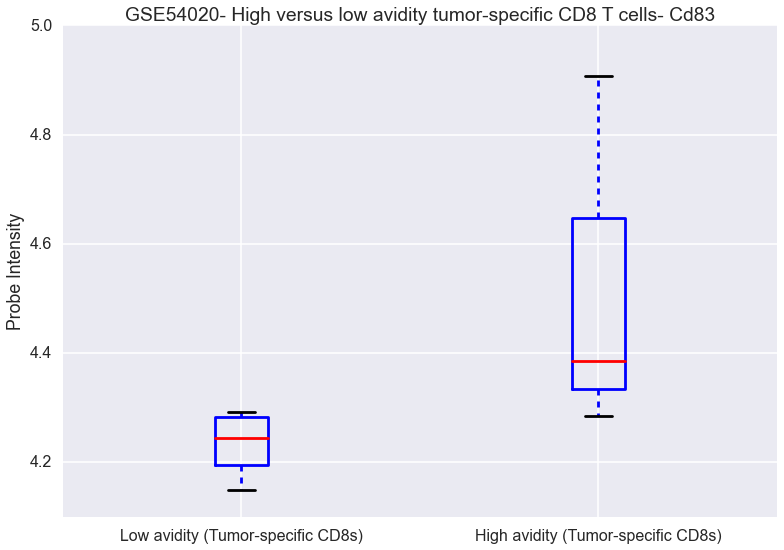 GSE54020- High versus low avidity tumor-specific CD8 T cells- Cd83
5.0
4.8
4.6
4.4
4.2
Probe Intensity
Low avidity (Tumor-specific CD8s)
High avidity (Tumor-specific CD8s)